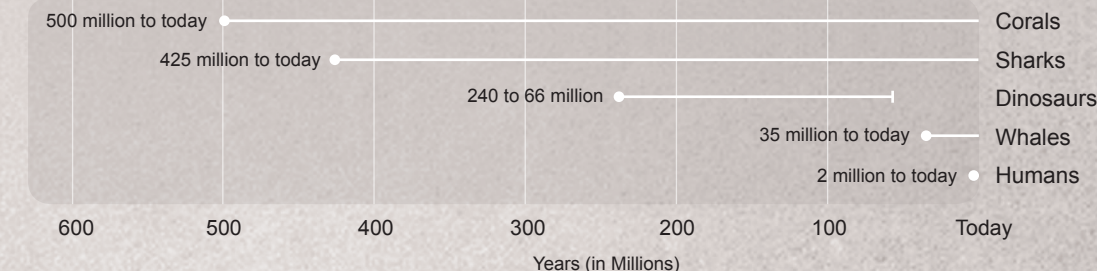 500 million to today Corals
425 million to today Sharks
240 to 66 million Dinosaurs
35 million to today Whales
2 million to today Humans
600 500 400 300 200 100 Today
Years (in Millions)